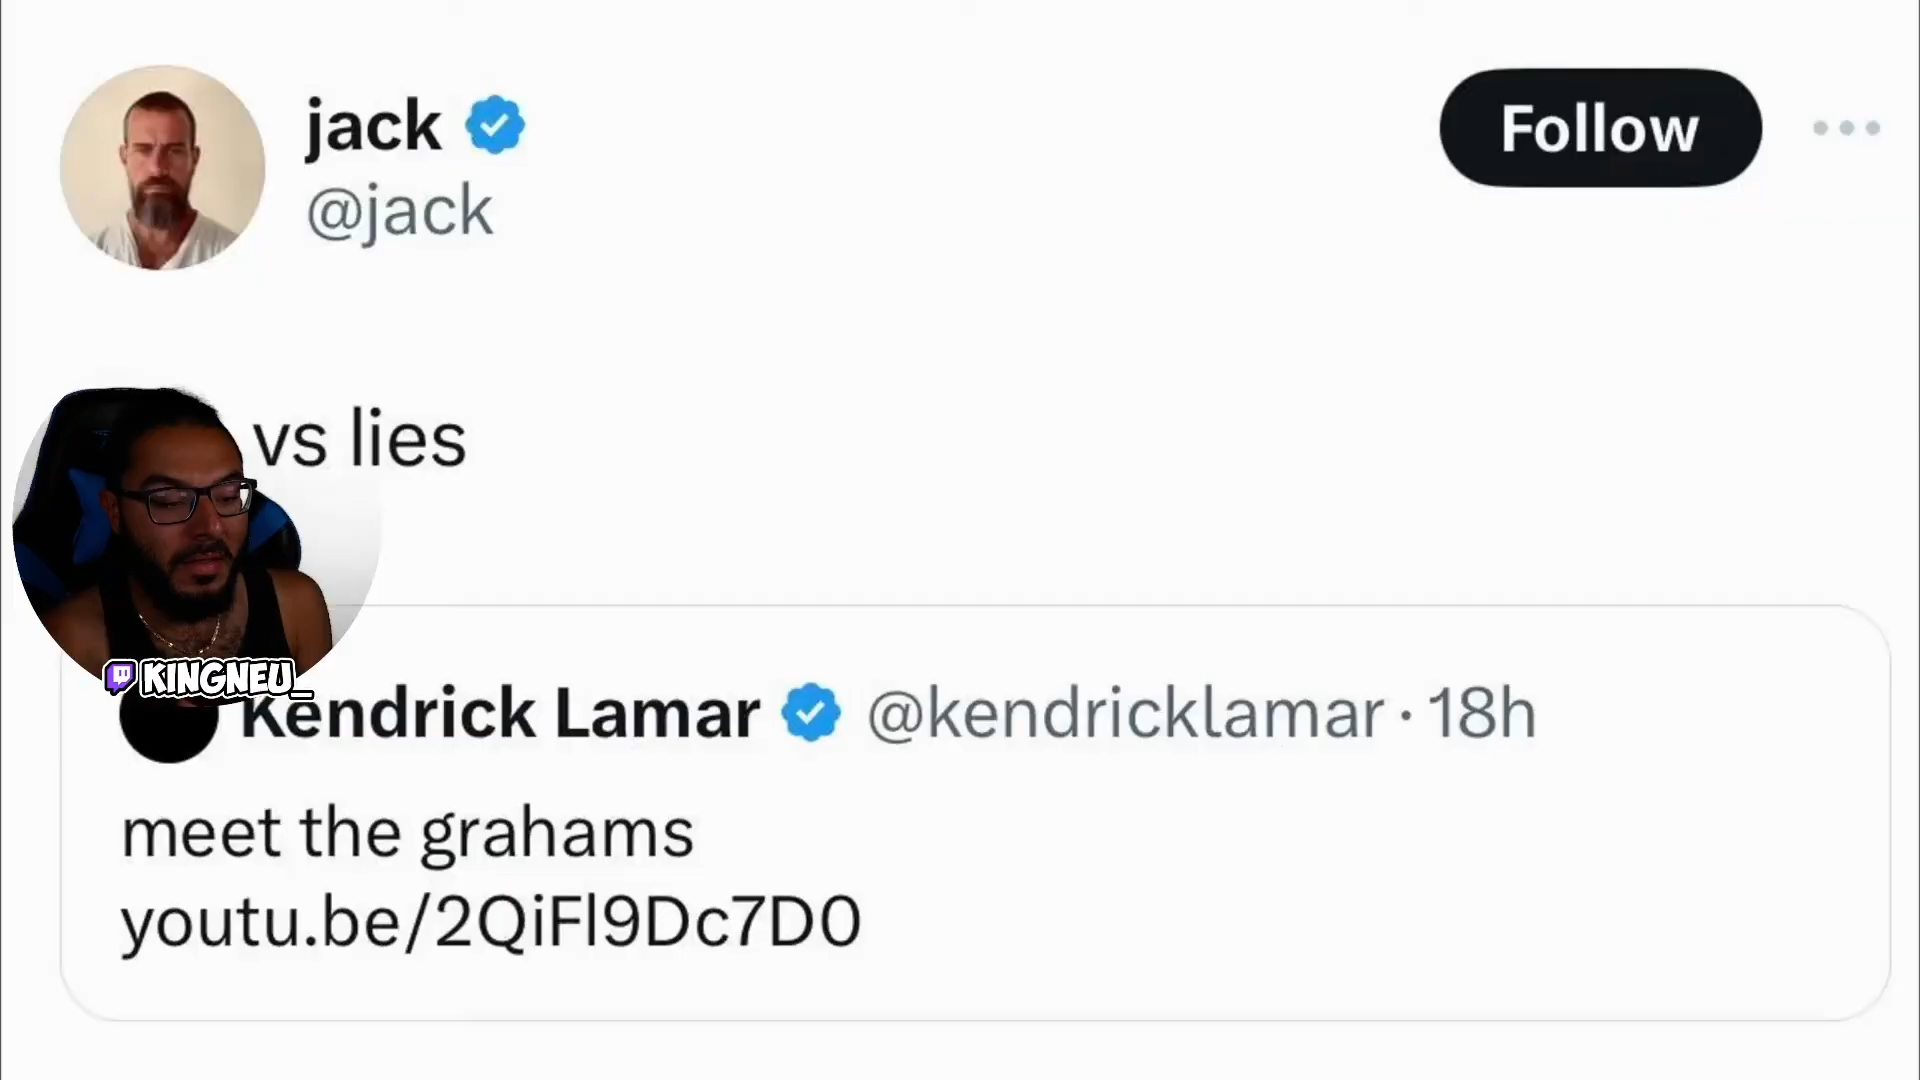 jack
@jack
Follow
vs lies
KINGNEU_
Kendrick Lamar @kendricklamar · 18h
meet the grahams
youtu.be/2QiFl9Dc7D0